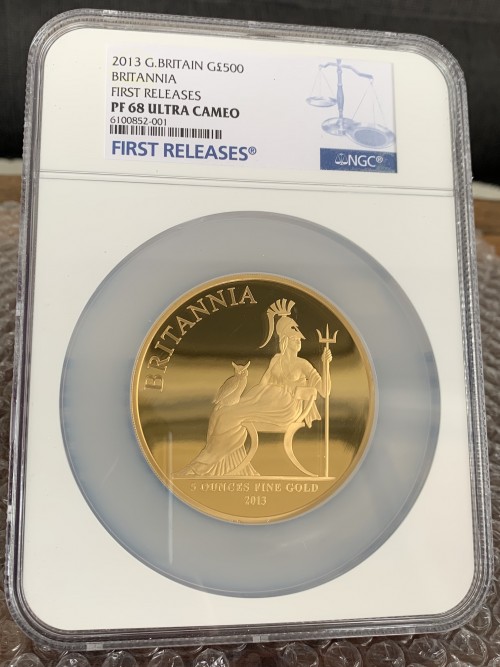 2013 G.BRITAIN G£500
BRITANNIA
FIRST RELEASES
PF 68 ULTRA CAMEO
6100852-001
FIRST RELEASES®
NGC®
BRITANNIA
5 OUNCES FINE GOLD
2013